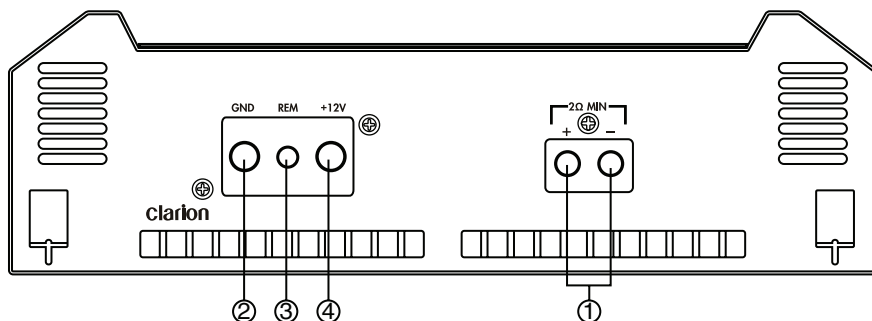 GND REM +12V
2Ω MIN
+ −
clarion
② ③ ④ ①